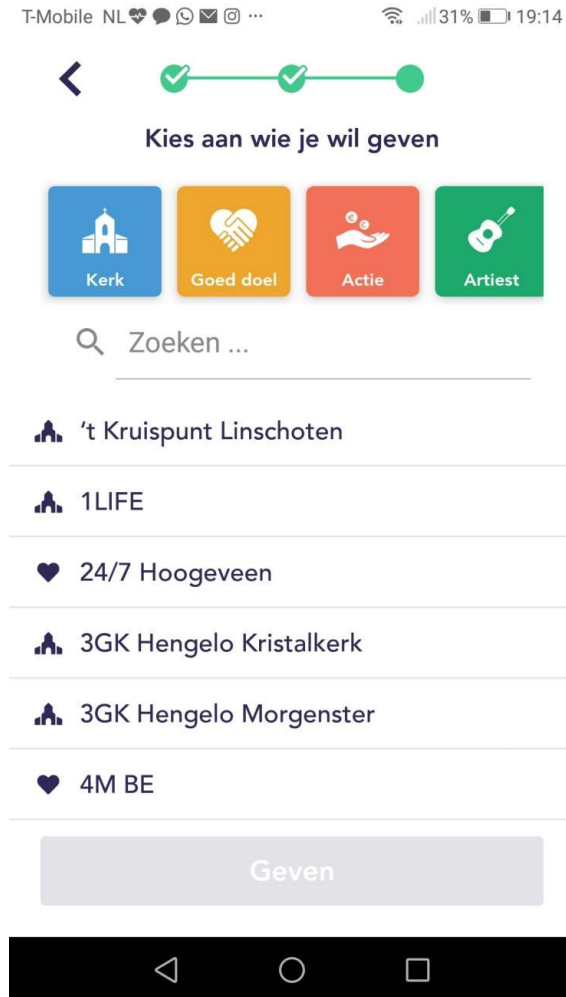 T-Mobile NL ... 31% 19:14
Kies aan wie je wil geven
Kerk Goed doel Actie Artiest
Zoeken ...
‘t Kruispunt Linschoten
1LIFE
24/7 Hoogeveen
3GK Hengelo Kristalkerk
3GK Hengelo Morgenster
4M BE
Geven